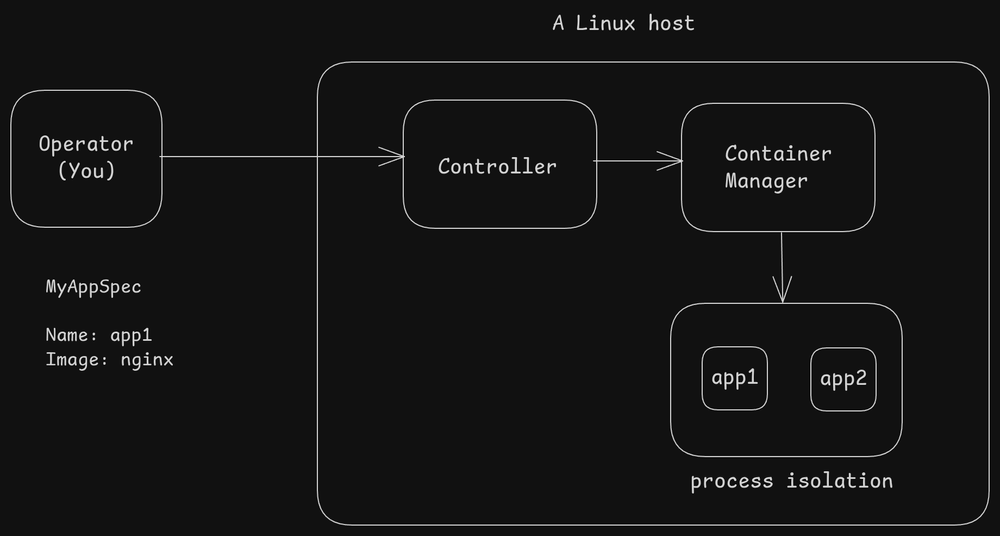 A Linux host
Operator
(You)
Controller
Container
Manager
MyAppSpec
Name: app1
Image: nginx
app1
app2
process isolation